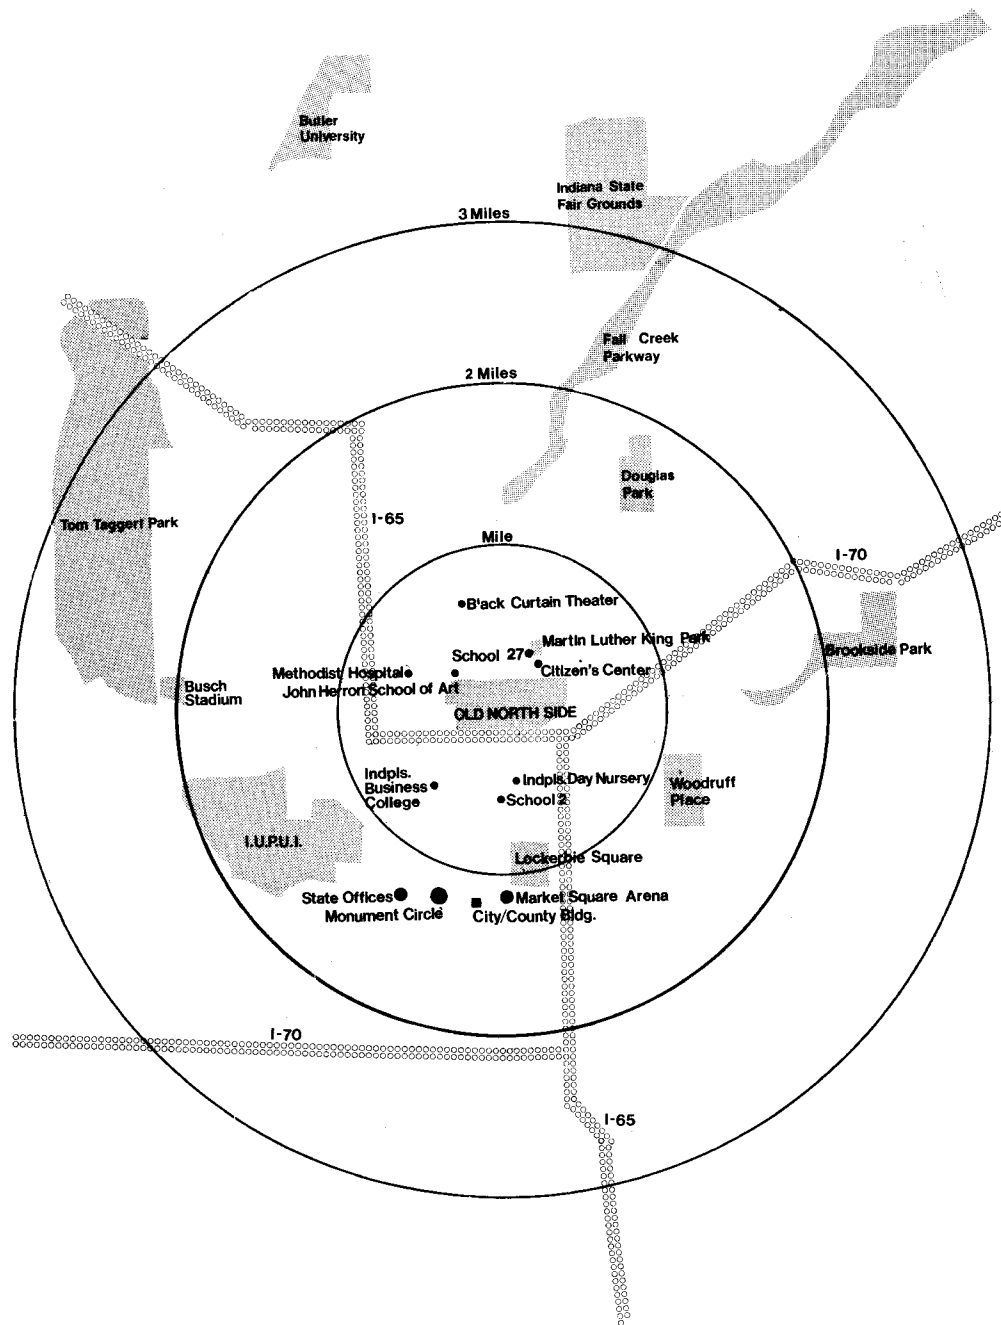 Butler
University
Indiana State
Fair Grounds
3 Miles
Fall Creek
Parkway
2 Miles
Douglas
Park
Tom Taggert Park
I-65
Mile
I-70
B'ack Curtain Theater
Martin Luther King Park
School 27
Citizen's Center
Brookside Park
Methodist Hospital
John Herron School of Art
Busch
Stadium
OLD NORTH SIDE
Indpls.
Business
College
Indpls. Day Nursery
School 2
Woodruff
Place
I.U.P.U.I.
Lockerbie Square
State Offices
Market Square Arena
Monument Circle
City/County Bldg.
I-70
I-65